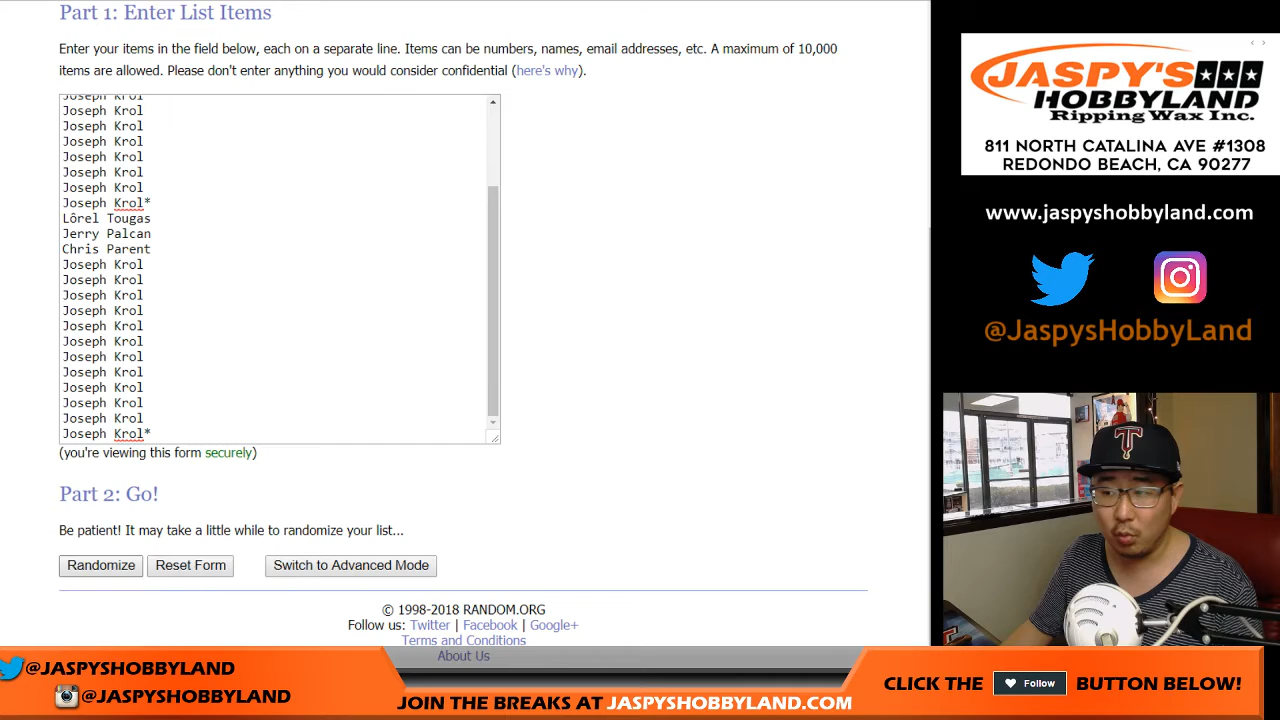 Part 1: Enter List Items
Enter your items in the field below, each on a separate line. Items can be numbers, names, email addresses, etc. A maximum of 10,000
items are allowed. Please don't enter anything you would consider confidential (here's why).
Joseph Krol
Joseph Krol
Joseph Krol
Joseph Krol
Joseph Krol
Joseph Krol
Joseph Krol
Joseph Krol*
Lôrel Tougas
Jerry Palcan
Chris Parent
Joseph Krol
Joseph Krol
Joseph Krol
Joseph Krol
Joseph Krol
Joseph Krol
Joseph Krol
Joseph Krol
Joseph Krol
Joseph Krol
Joseph Krol
Joseph Krol*
(you're viewing this form securely)
Part 2: Go!
Be patient! It may take a little while to randomize your list...
Randomize
Reset Form
Switch to Advanced Mode
© 1998-2018 RANDOM.ORG
Follow us: Twitter | Facebook | Google+
Terms and Conditions
About Us
JASPY'S
HOBBYLAND
Ripping Wax Inc.
811 NORTH CATALINA AVE #1308
REDONDO BEACH, CA 90277
www.jaspyshobbyland.com
@JaspysHobbyLand
T
@JASPYSHOBBYLAND
@JASPYSHOBBYLAND
JOIN THE BREAKS AT JASPYSHOBBYLAND.COM
CLICK THE
Follow
BUTTON BELOW!